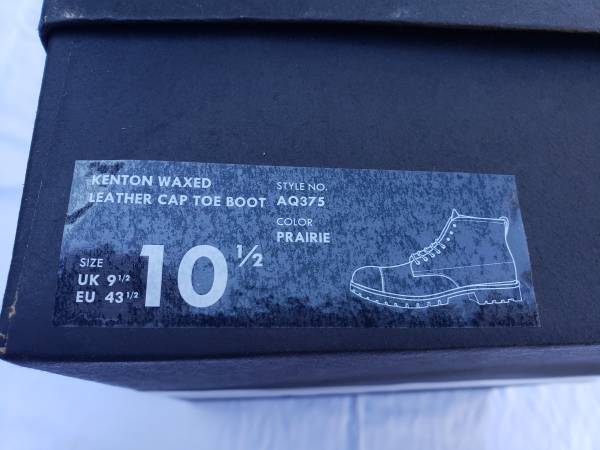 KENTON WAXED
LEATHER CAP TOE BOOT
STYLE NO.
AQ375
COLOR
PRAIRIE
SIZE
UK 9 1/2
EU 43 1/2
10 1/2